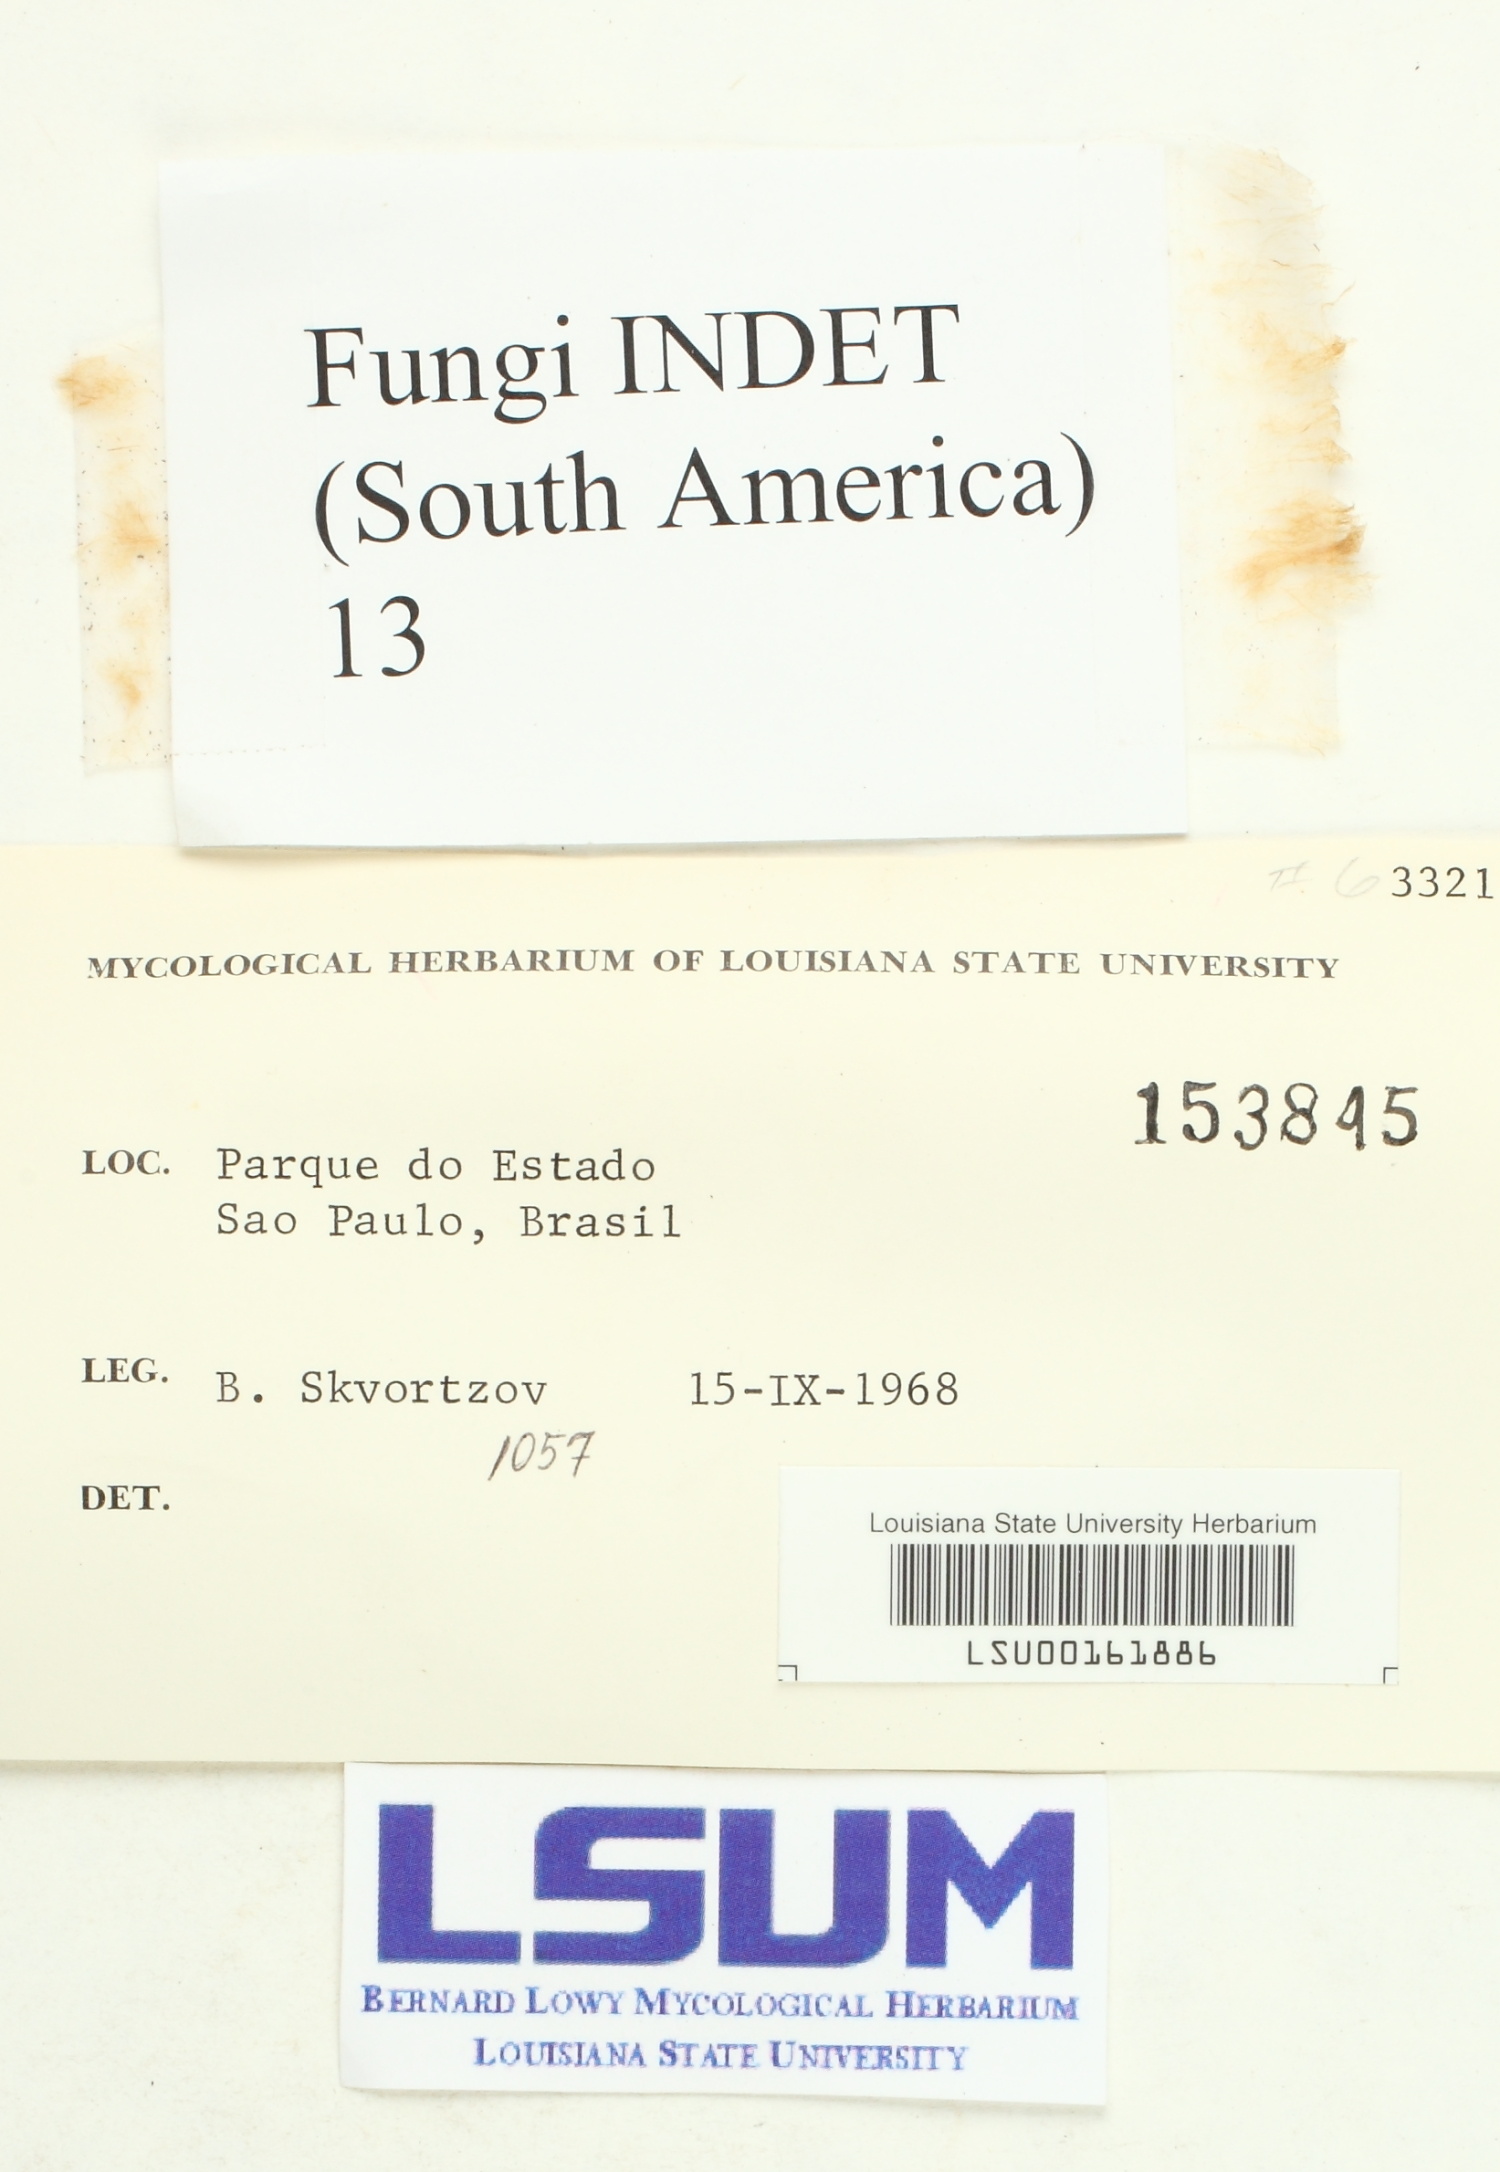 Fungi INDET
(South America)
13
# 6 3321
MYCOLOGICAL HERBARIUM OF LOUISIANA STATE UNIVERSITY
153845
LOC. Parque do Estado
Sao Paulo, Brasil
LEG. B. Skvortzov 15-IX-1968
1057
DET.
Louisiana State University Herbarium
LSU00161886
LSUM
BERNARD LOWY MYCOLOGICAL HERBARIUM
LOUISIANA STATE UNIVERSITY